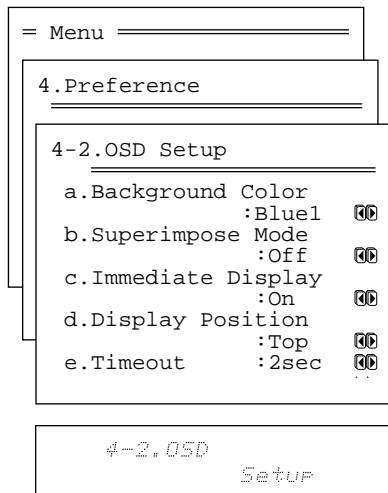 Menu
4.Preference
4-2.OSD Setup
a.Background Color
:Blue1
b.Superimpose Mode
:Off
c.Immediate Display
:On
d.Display Position
:Top
e.Timeout :2sec
4-2.OSD
Setup